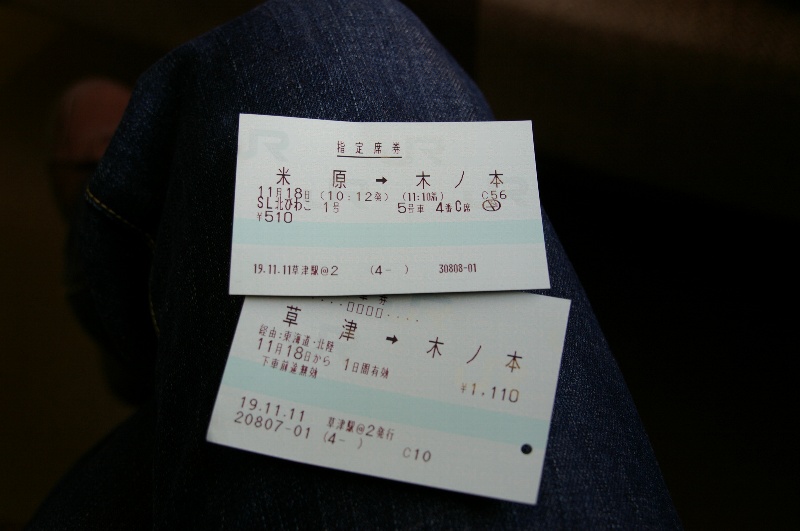 指定席券
米原 → 木ノ本
11月18日 (10:12発) (11:10着) C56
SL北びわこ 1号 5号車 4番C席
¥510
19.11.11草津駅@2 (4- ) 30808-01
草津 → 木ノ本
経由:東海道・北陸
11月18日から 1日間有効
¥1,110
下車前途無効
19.11.11 草津駅@2発行
20807-01 (4- ) C10